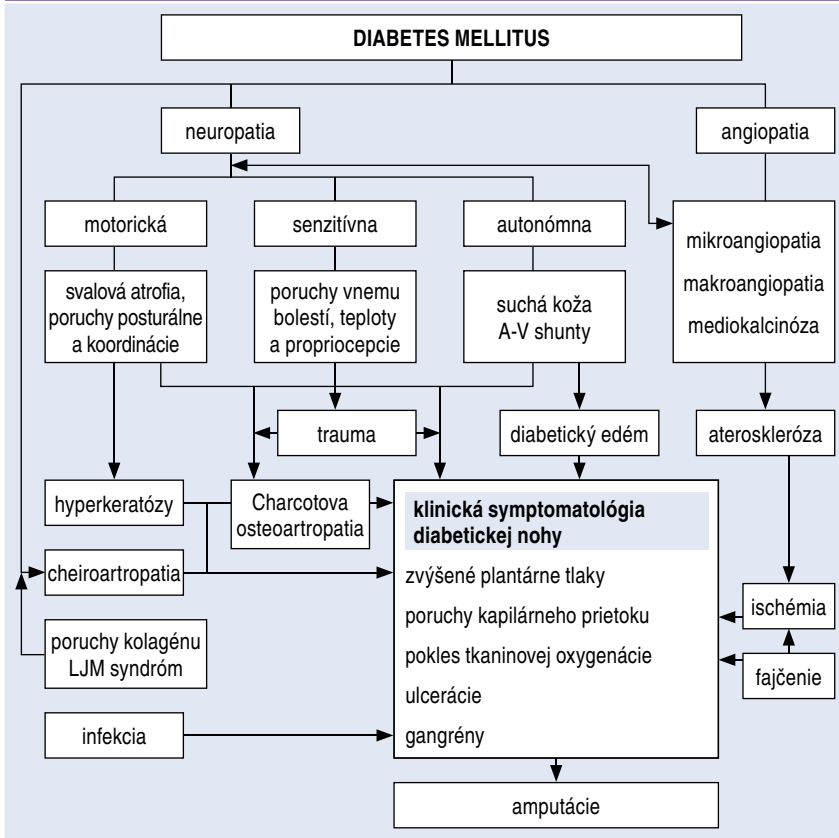 DIABETES MELLITUS
neuropatia
angiopatia
motorická
senzitívna
autonómna
mikroangiopatia
makroangiopatia
mediokalcinóza
svalová atrofia,
poruchy posturálne
a koordinácie
poruchy vnemu
bolestí, teploty
a propriocepcie
suchá koža
A-V shunty
trauma
diabetický edém
ateroskleróza
hyperkeratózy
Charcotova
osteoartropatia
klinická symptomatológia
diabetickej nohy
zvýšené plantárne tlaky
poruchy kapilárneho prietoku
pokles tkaninovej oxygenácie
ulcerácie
gangrény
cheiroartropatia
ischémia
poruchy kolagénu
LJM syndróm
fajčenie
infekcia
amputácie